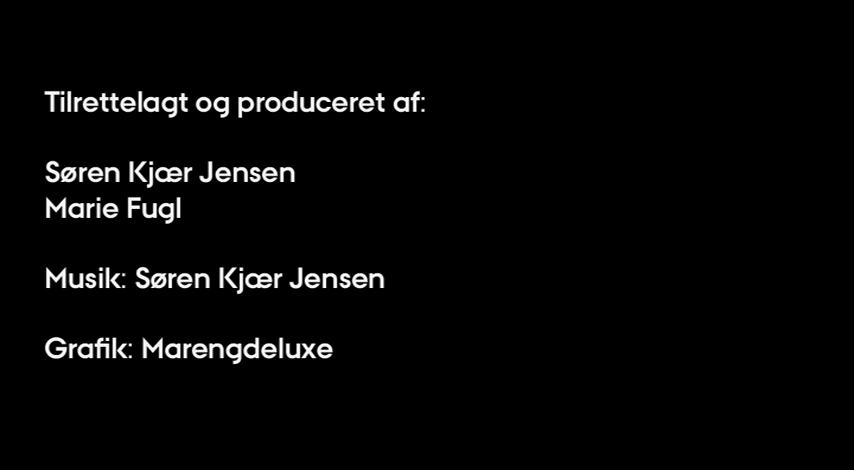 Tilrettelagt og produceret af:
Søren Kjær Jensen
Marie Fugl
Musik: Søren Kjær Jensen
Grafik: Marengdeluxe